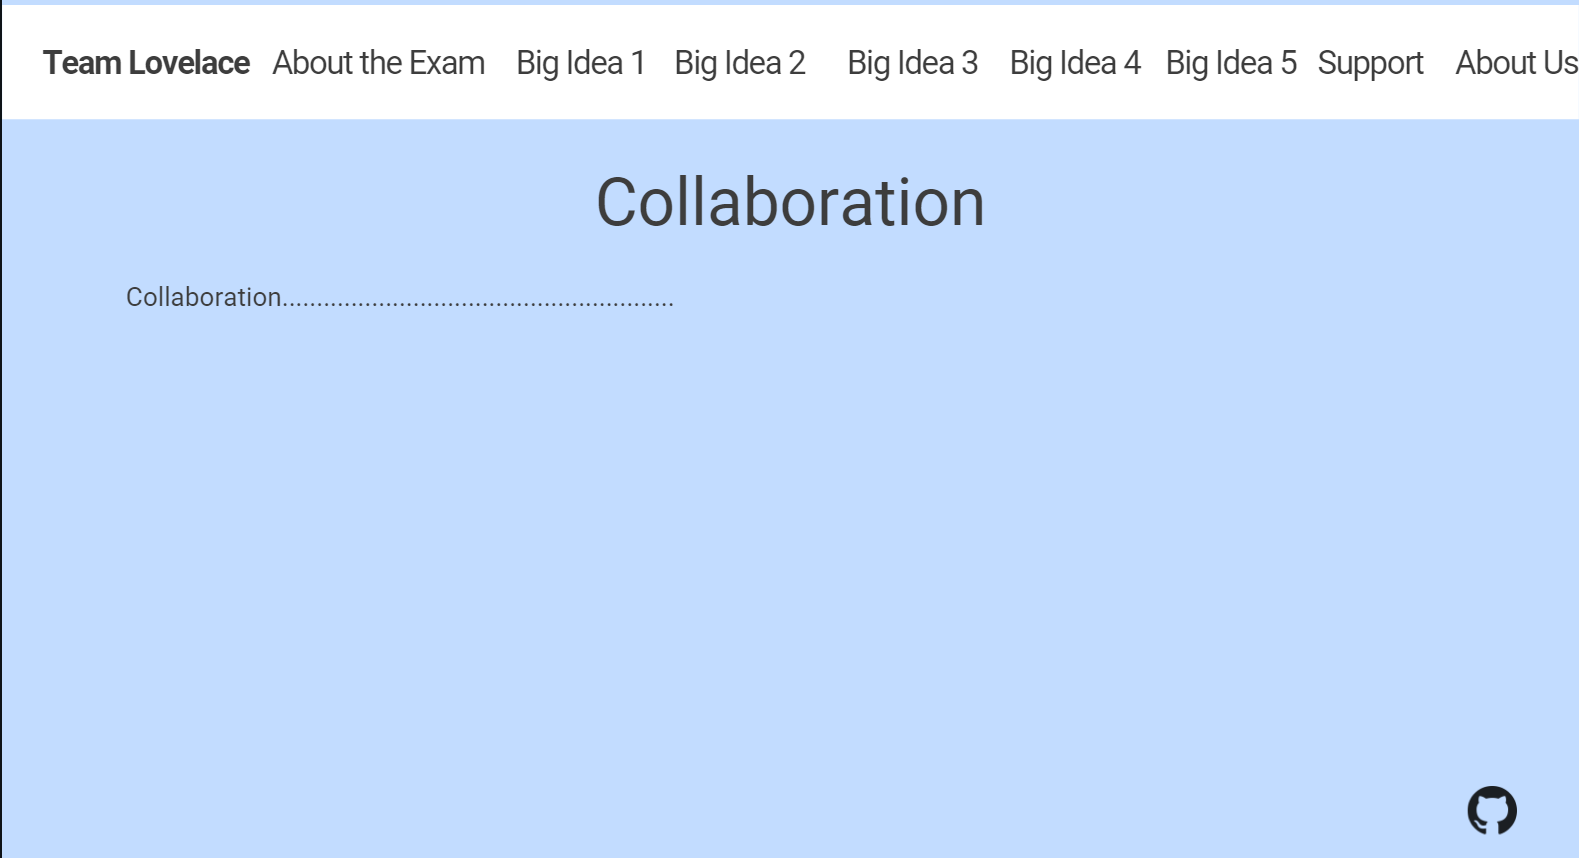 Team Lovelace About the Exam Big Idea 1 Big Idea 2 Big Idea 3 Big Idea 4 Big Idea 5 Support About Us
Collaboration
Collaboration.........................................................